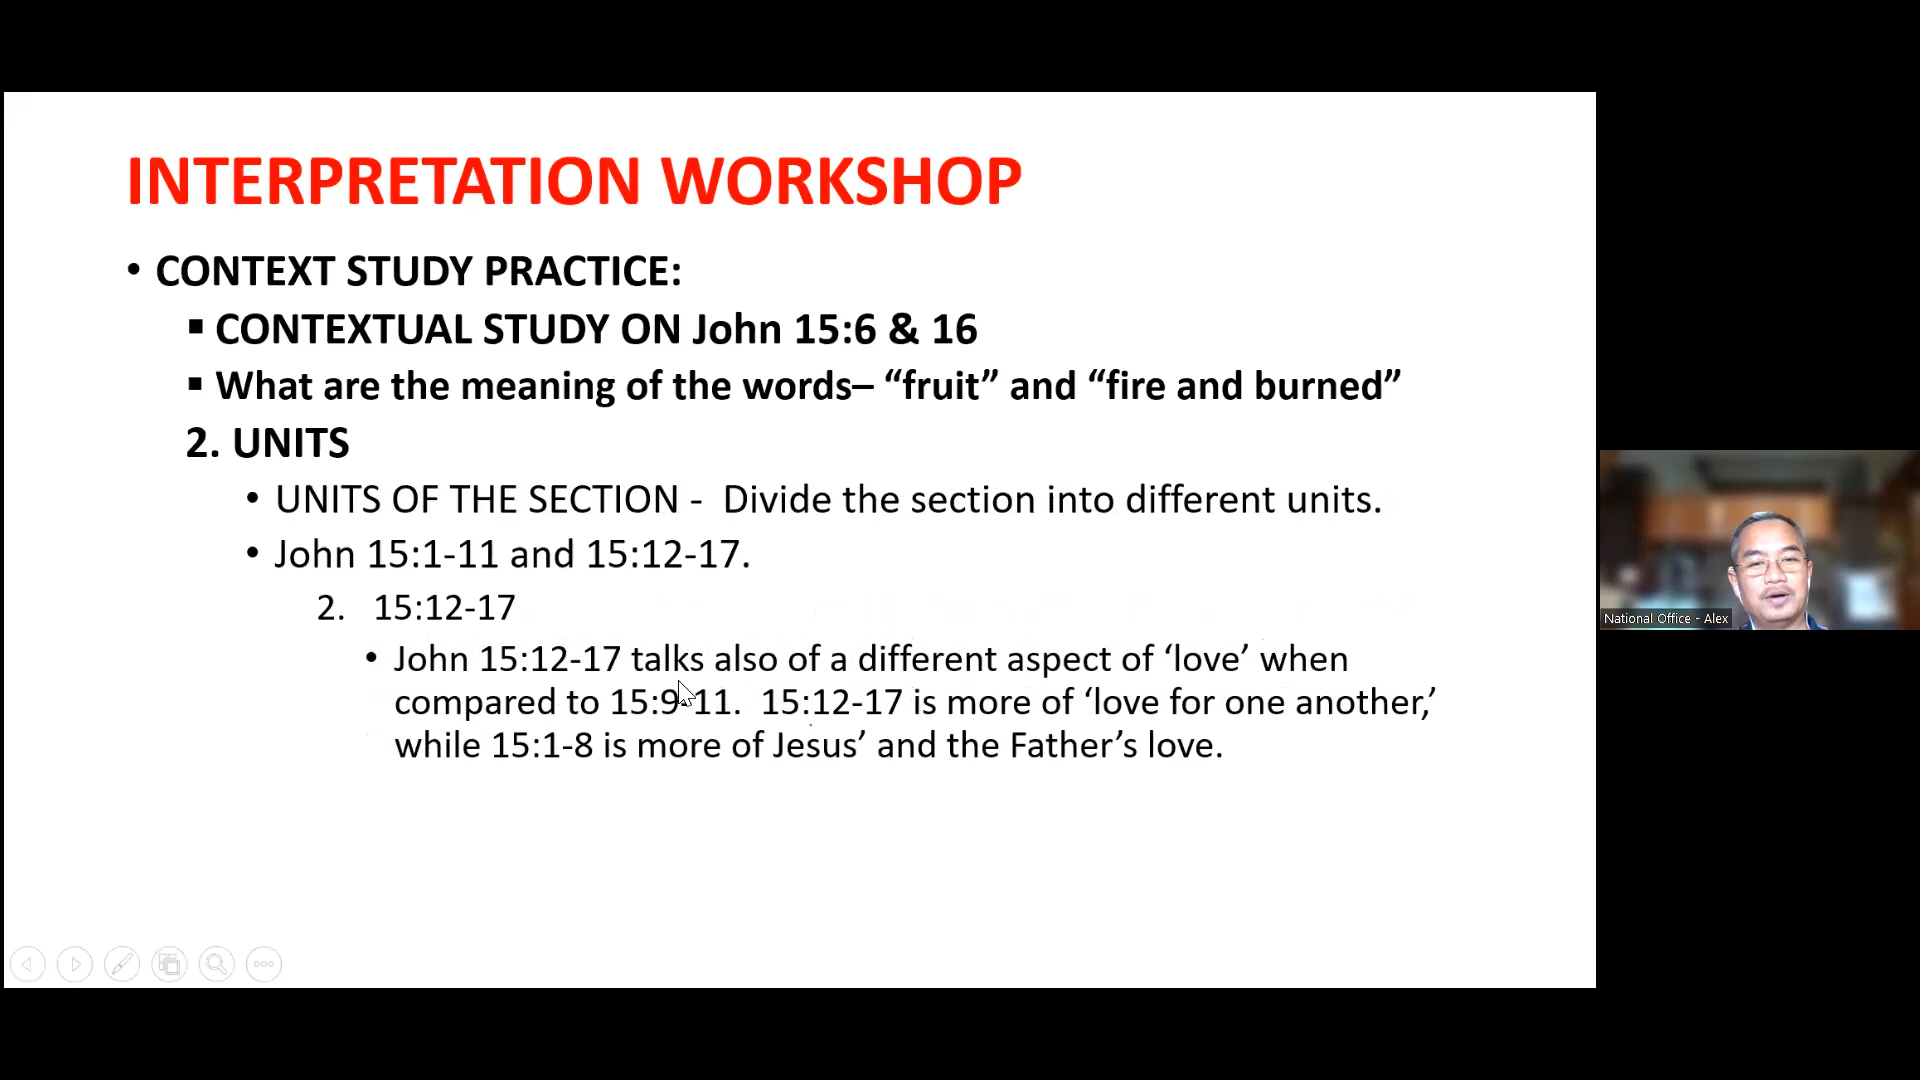 INTERPRETATION WORKSHOP
• CONTEXT STUDY PRACTICE:
▪ CONTEXTUAL STUDY ON John 15:6 & 16
▪ What are the meaning of the words– “fruit” and “fire and burned”
2. UNITS
• UNITS OF THE SECTION - Divide the section into different units.
• John 15:1-11 and 15:12-17.
2. 15:12-17
• John 15:12-17 talks also of a different aspect of ‘love’ when
compared to 15:9-11. 15:12-17 is more of ‘love for one another,’
while 15:1-8 is more of Jesus’ and the Father’s love.
National Office - Alex